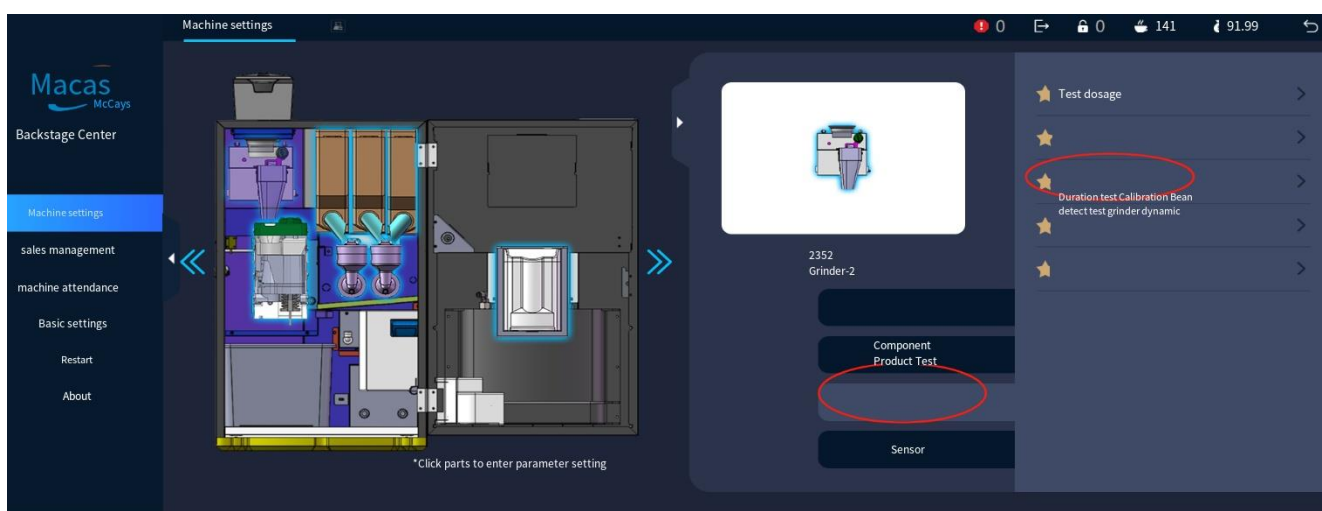 Machine settings
0
0
141
91.99
Macas
McCays
Backstage Center
Machine settings
sales management
machine attendance
Basic settings
Restart
About
*Click parts to enter parameter setting
2352
Grinder-2
Component
Product Test
Sensor
Test dosage
Duration test Calibration Bean
detect test grinder dynamic